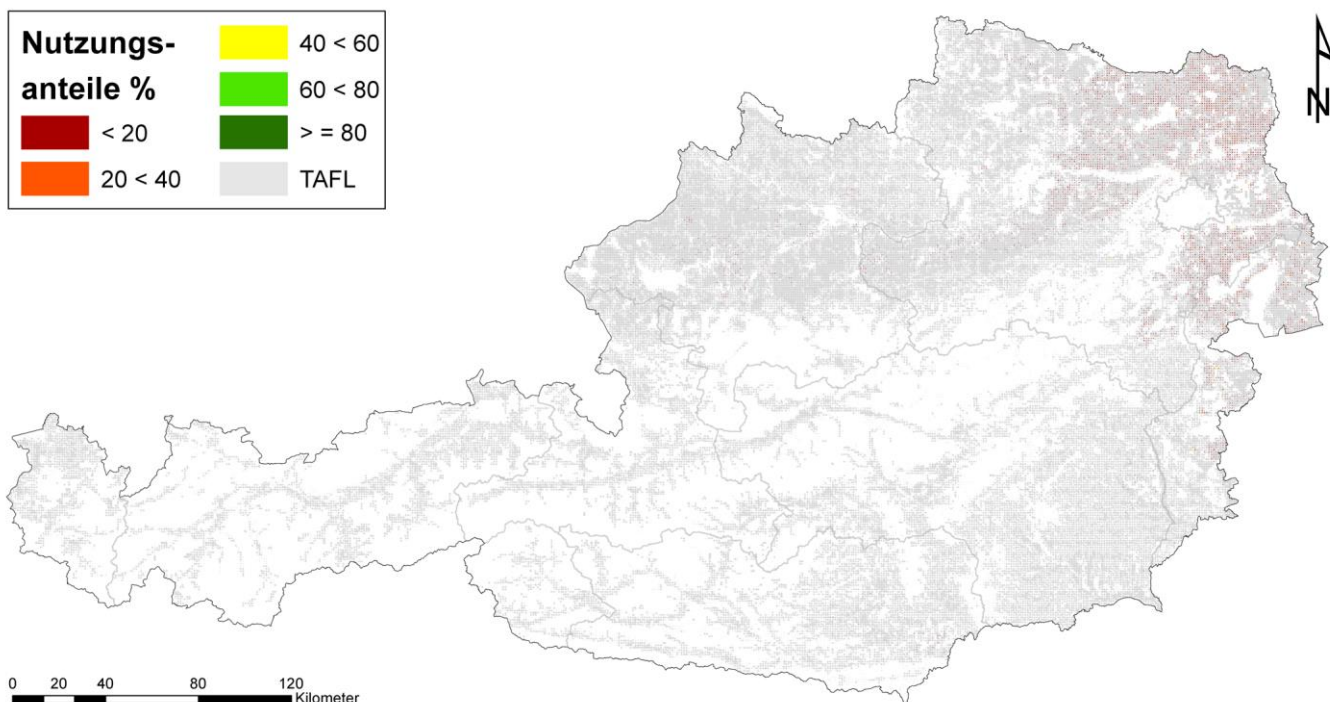 Nutzungs-
anteile %
< 20
20 < 40
40 < 60
60 < 80
> = 80
TAFL
N
0 20 40 80 120
Kilometer